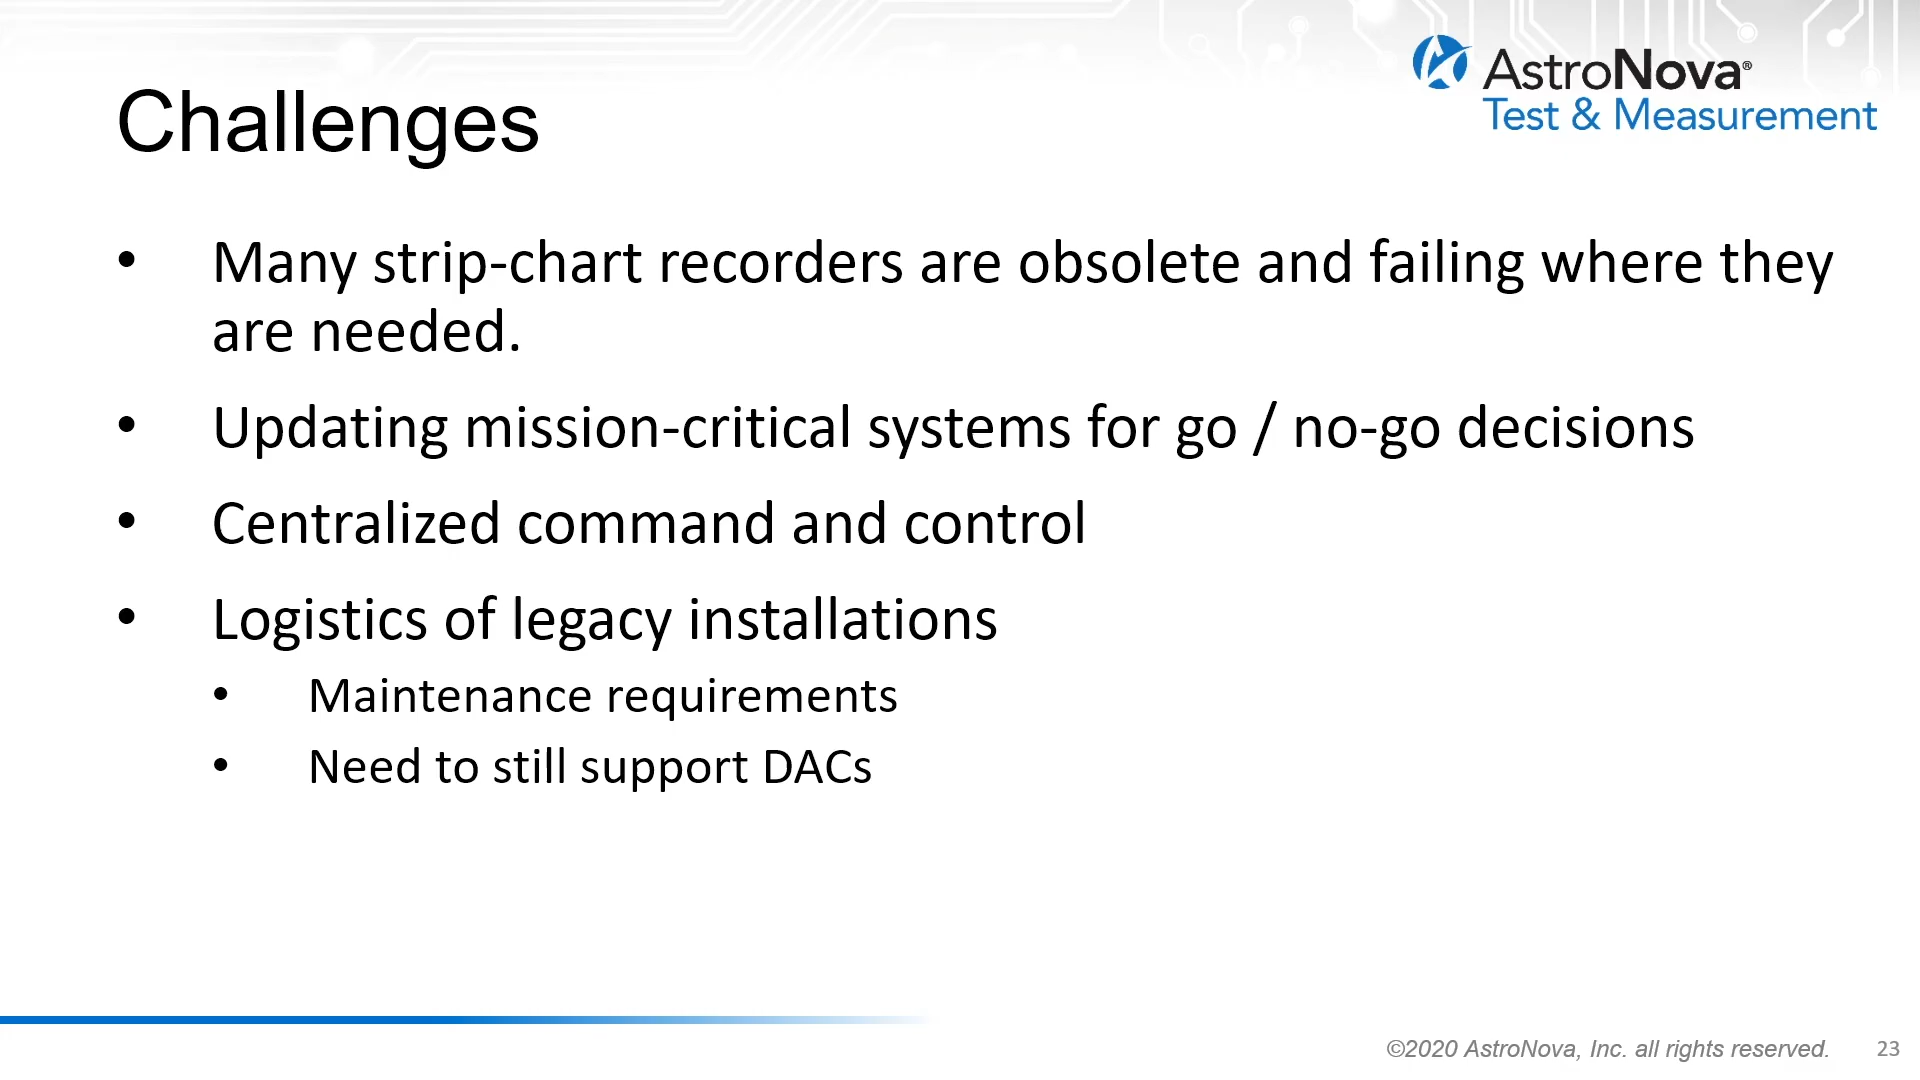 AstroNova®
Test & Measurement
Challenges
• Many strip-chart recorders are obsolete and failing where they
are needed.
• Updating mission-critical systems for go / no-go decisions
• Centralized command and control
• Logistics of legacy installations
• Maintenance requirements
• Need to still support DACs
©2020 AstroNova, Inc. all rights reserved. 23